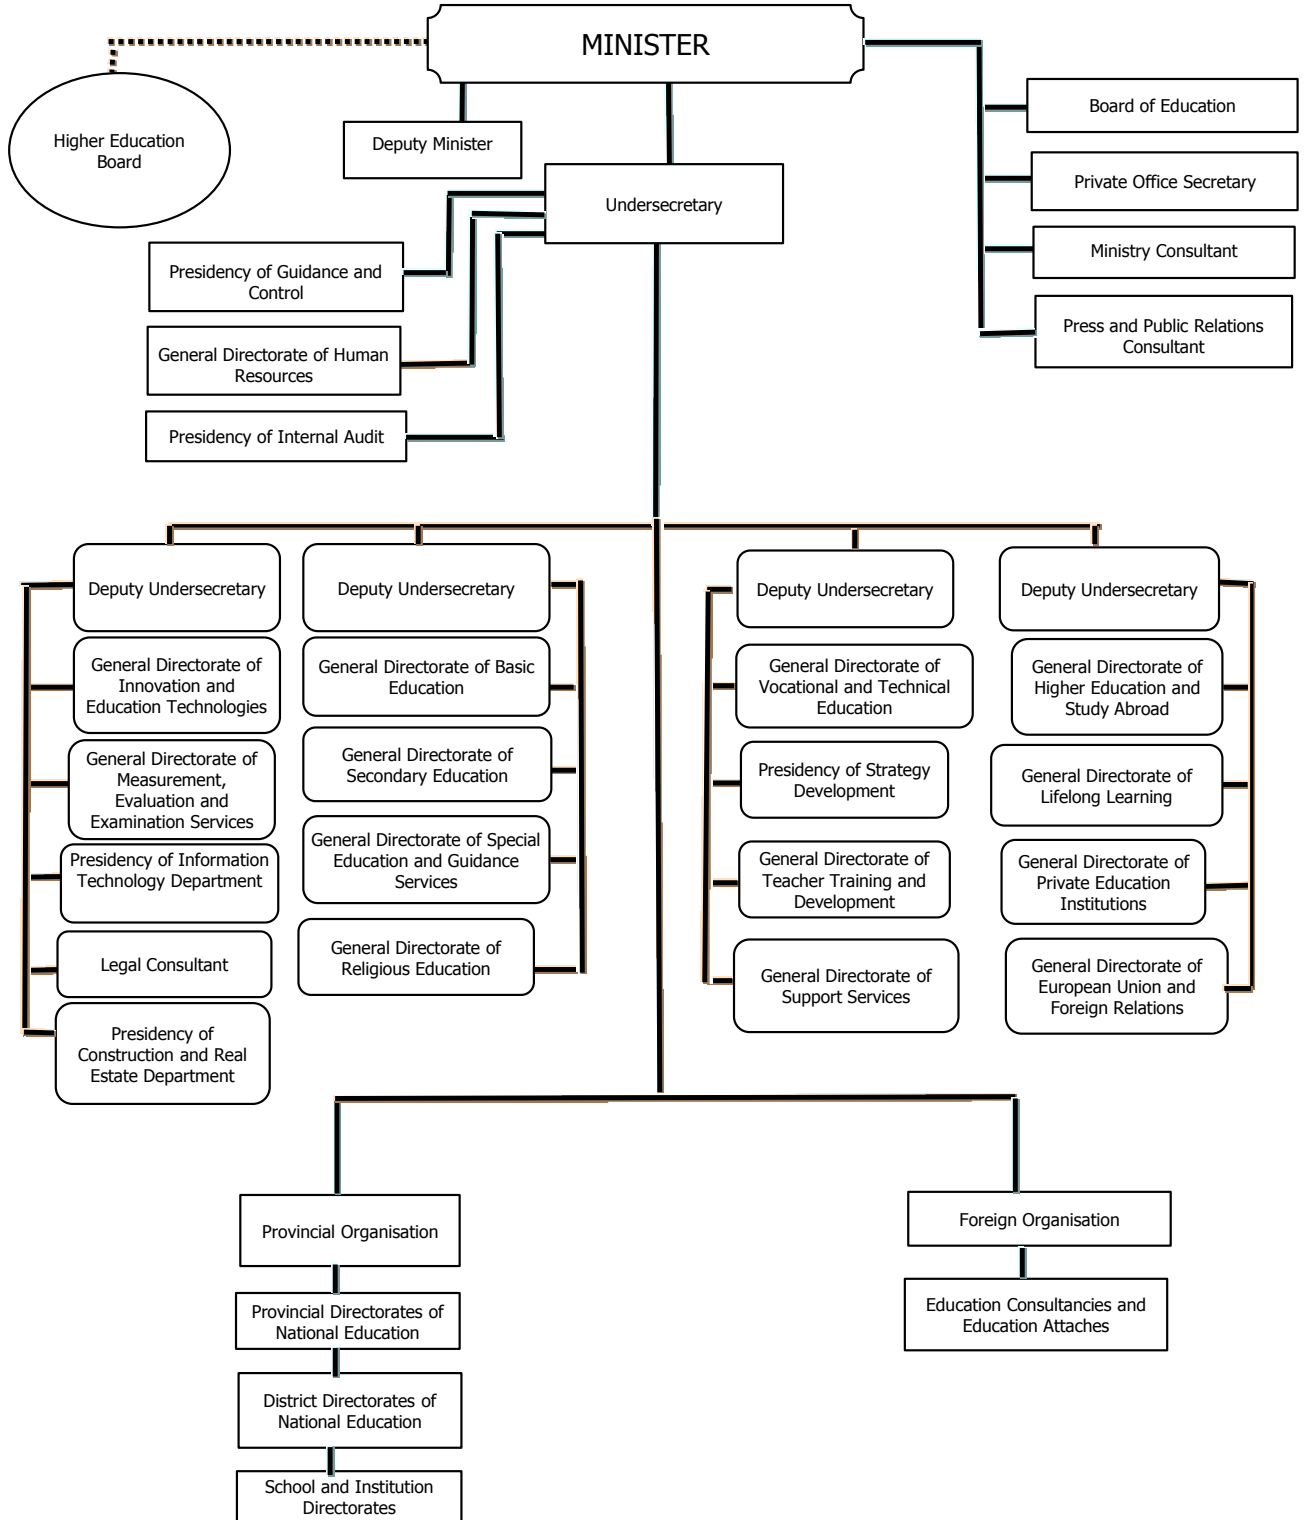 MINISTER
Higher Education
Board
Deputy Minister
Undersecretary
Board of Education
Private Office Secretary
Ministry Consultant
Press and Public Relations
Consultant
Presidency of Guidance and
Control
General Directorate of Human
Resources
Presidency of Internal Audit
Deputy Undersecretary
General Directorate of
Innovation and
Education Technologies
General Directorate of
Measurement,
Evaluation and
Examination Services
Presidency of Information
Technology Department
Legal Consultant
Presidency of
Construction and Real
Estate Department
Deputy Undersecretary
General Directorate of Basic
Education
General Directorate of
Secondary Education
General Directorate of Special
Education and Guidance
Services
General Directorate of
Religious Education
Deputy Undersecretary
General Directorate of
Vocational and Technical
Education
Presidency of Strategy
Development
General Directorate of
Teacher Training and
Development
General Directorate of
Support Services
Deputy Undersecretary
General Directorate of
Higher Education and
Study Abroad
General Directorate of
Lifelong Learning
General Directorate of
Private Education
Institutions
General Directorate of
European Union and
Foreign Relations
Provincial Organisation
Provincial Directorates of
National Education
District Directorates of
National Education
School and Institution
Directorates
Foreign Organisation
Education Consultancies and
Education Attaches